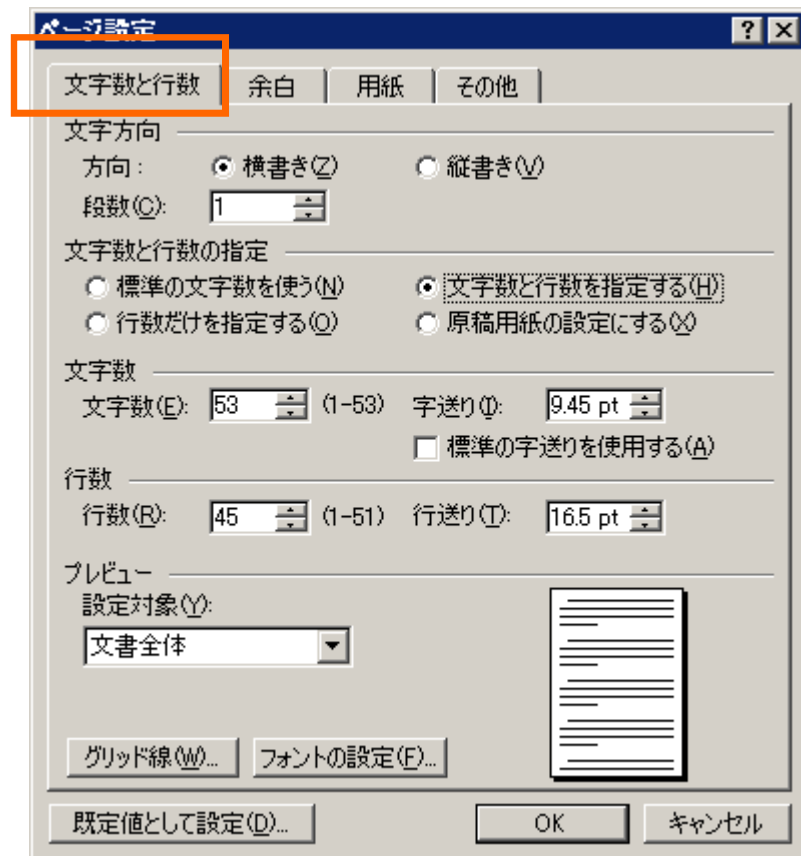 ページ設定
文字数と行数 余白 用紙 その他
文字方向
方向: 横書き(Z) 縦書き(V)
段数(C): 1
文字数と行数の指定
標準の文字数を使う(N) 文字数と行数を指定する(H)
行数だけを指定する(O) 原稿用紙の設定にする(X)
文字数
文字数(E): 53 (1-53) 字送り(I): 9.45 pt
標準の字送りを使用する(A)
行数
行数(R): 45 (1-51) 行送り(T): 16.5 pt
プレビュー
設定対象(Y):
文書全体
グリッド線(W)... フォントの設定(F)...
既定値として設定(D)... OK キャンセル